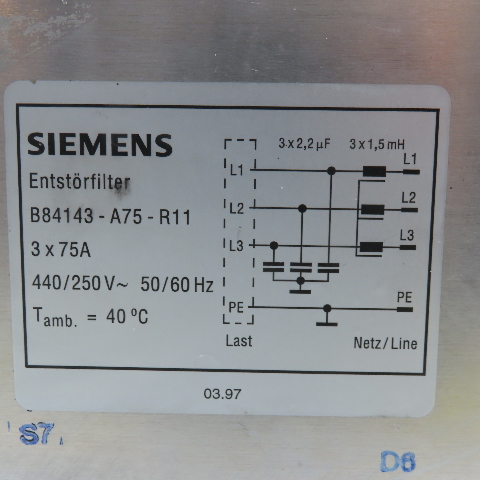 SIEMENS
Entstörfilter
B84143-A75-R11
3 x 75A
440/250V~ 50/60 Hz
Tamb. = 40 °C
3 x 2,2 µF 3 x 1,5 mH
L1 L1
L2 L2
L3 L3
PE PE
Last Netz/Line
03.97
S7.
D6